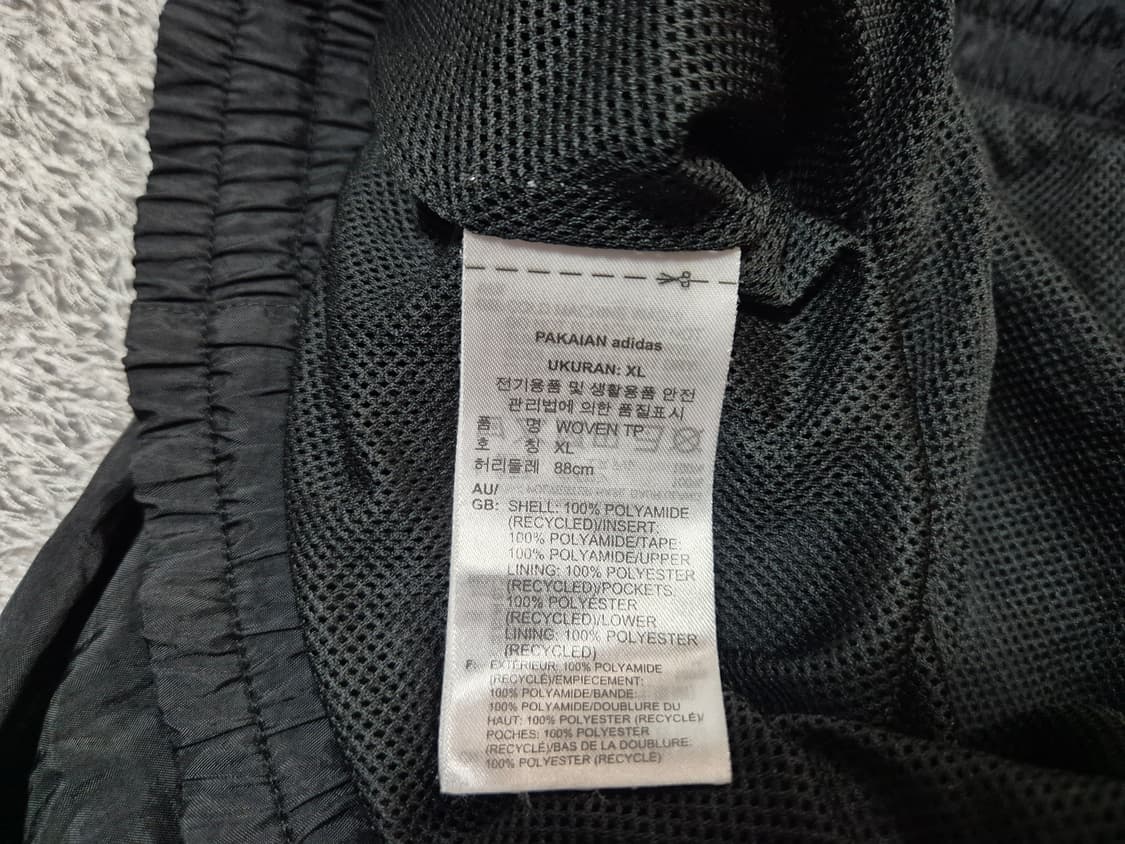 PAKAIAN adidas
UKURAN: XL
전기용품 및 생활용품 안전
관리법에 의한 품질표시
품 명 WOVEN TP
호 칭 XL
허리둘레 88cm
AU/
GB: SHELL: 100% POLYAMIDE
(RECYCLED)/INSERT:
100% POLYAMIDE/TAPE:
100% POLYAMIDE/UPPER
LINING: 100% POLYESTER
(RECYCLED)/POCKETS:
100% POLYESTER
(RECYCLED)/LOWER
LINING: 100% POLYESTER
(RECYCLED)
F: EXTÉRIEUR: 100% POLYAMIDE
(RECYCLÉ)/EMPIECEMENT:
100% POLYAMIDE/BANDE:
100% POLYAMIDE/DOUBLURE DU
HAUT: 100% POLYESTER (RECYCLÉ)/
POCHES: 100% POLYESTER
(RECYCLÉ)/BAS DE LA DOUBLURE:
100% POLYESTER (RECYCLÉ)